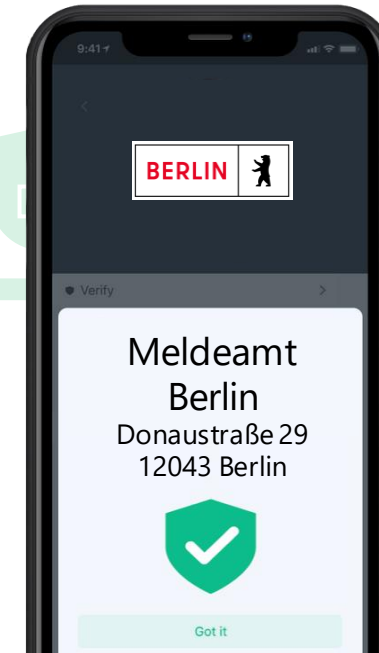 9:41
BERLIN
Verify
Meldeamt
Berlin
Donaustraße 29
12043 Berlin
Got it